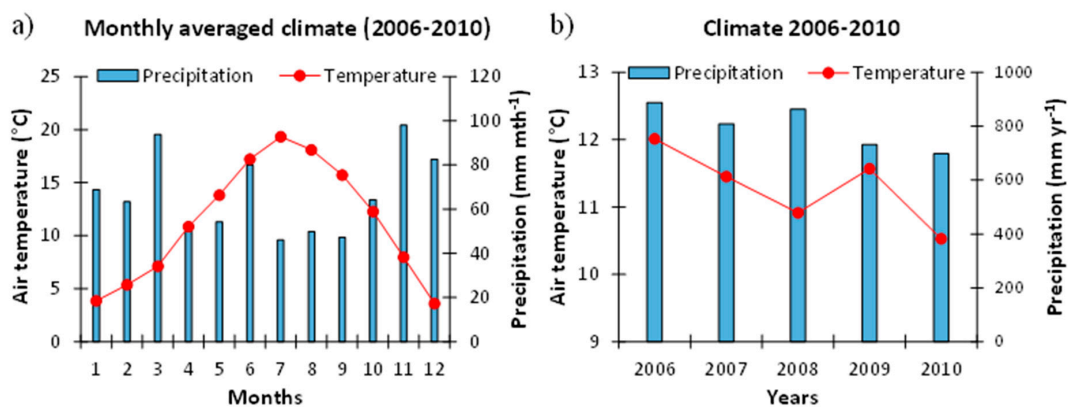 a) Monthly averaged climate (2006-2010)
Precipitation Temperature
Air temperature (°C)
25
20
15
10
5
0
Precipitation (mm mth-1)
120
100
80
60
40
20
0
1 2 3 4 5 6 7 8 9 10 11 12
Months
b) Climate 2006-2010
Precipitation Temperature
Air temperature (°C)
13
12
11
10
9
Precipitation (mm yr-1)
1000
800
600
400
200
0
2006 2007 2008 2009 2010
Years